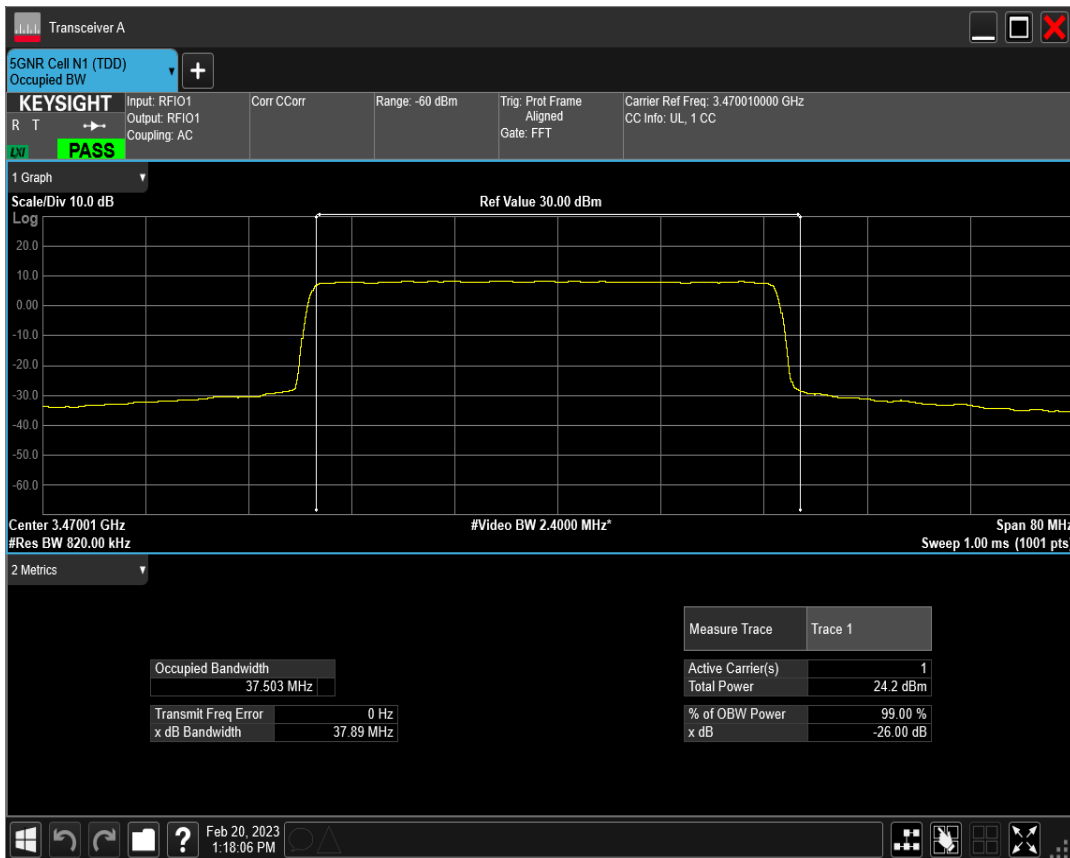 Transceiver A
5GNR Cell N1 (TDD)
Occupied BW
+
KEYSIGHT
R T
LXI
PASS
Input: RFIO1
Output: RFIO1
Coupling: AC
Corr CCorr
Range: -60 dBm
Trig: Prot Frame
Aligned
Gate: FFT
Carrier Ref Freq: 3.470010000 GHz
CC Info: UL, 1 CC
1 Graph
Scale/Div 10.0 dB
Ref Value 30.00 dBm
Log
20.0
10.0
0.00
-10.0
-20.0
-30.0
-40.0
-50.0
-60.0
Center 3.47001 GHz
#Video BW 2.4000 MHz*
Span 80 MHz
#Res BW 820.00 kHz
Sweep 1.00 ms (1001 pts)
2 Metrics
Measure Trace Trace 1
Occupied Bandwidth
37.503 MHz
Active Carrier(s) 1
Total Power 24.2 dBm
Transmit Freq Error 0 Hz
x dB Bandwidth 37.89 MHz
% of OBW Power 99.00 %
x dB -26.00 dB
?
Feb 20, 2023
1:18:06 PM